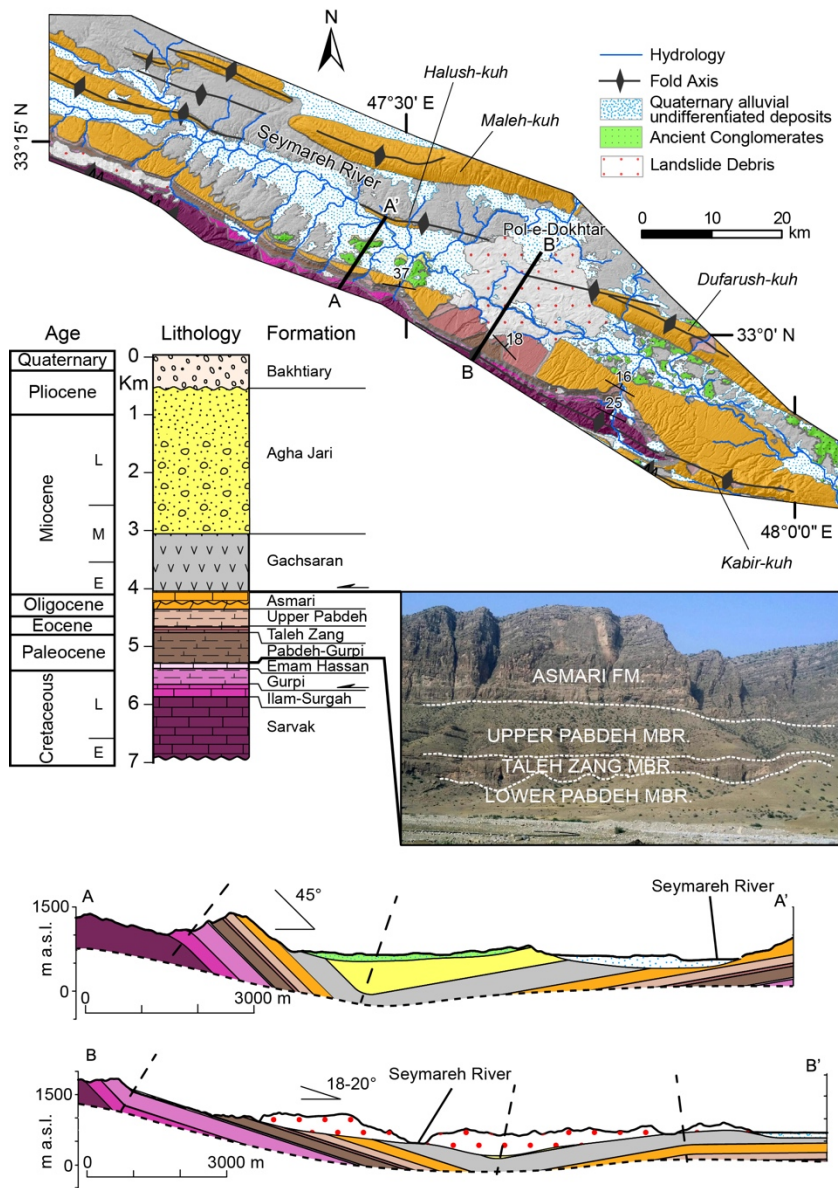 N
47°30' E
Halush-kuh
Maleh-kuh
33°15' N
Seymareh River
Hydrology
Fold Axis
Quaternary alluvial
undifferentiated deposits
Ancient Conglomerates
Landslide Debris
0 10 20
km
A'
Pol-e-Dokhtar
B'
37
A
Dufarush-kuh
33°0' N
18
B
16
25
48°0'0" E
Kabir-kuh
Age Lithology Formation
Quaternary
Pliocene
Miocene
L
M
E
Oligocene
Eocene
Paleocene
Cretaceous
L
E
0
Km
1
2
3
4
5
6
7
Bakhtiary
Agha Jari
Gachsaran
Asmari
Upper Pabdeh
Taleh Zang
Pabdeh-Gurpi
Emam Hassan
Gurpi
Ilam-Surgah
Sarvak
ASMARI FM.
UPPER PABDEH MBR.
TALEH ZANG MBR.
LOWER PABDEH MBR.
A
1500
m a.s.l.
0
45°
Seymareh River
A'
0 3000 m
B
1500
m a.s.l.
0
18-20°
Seymareh River
B'
0 3000 m